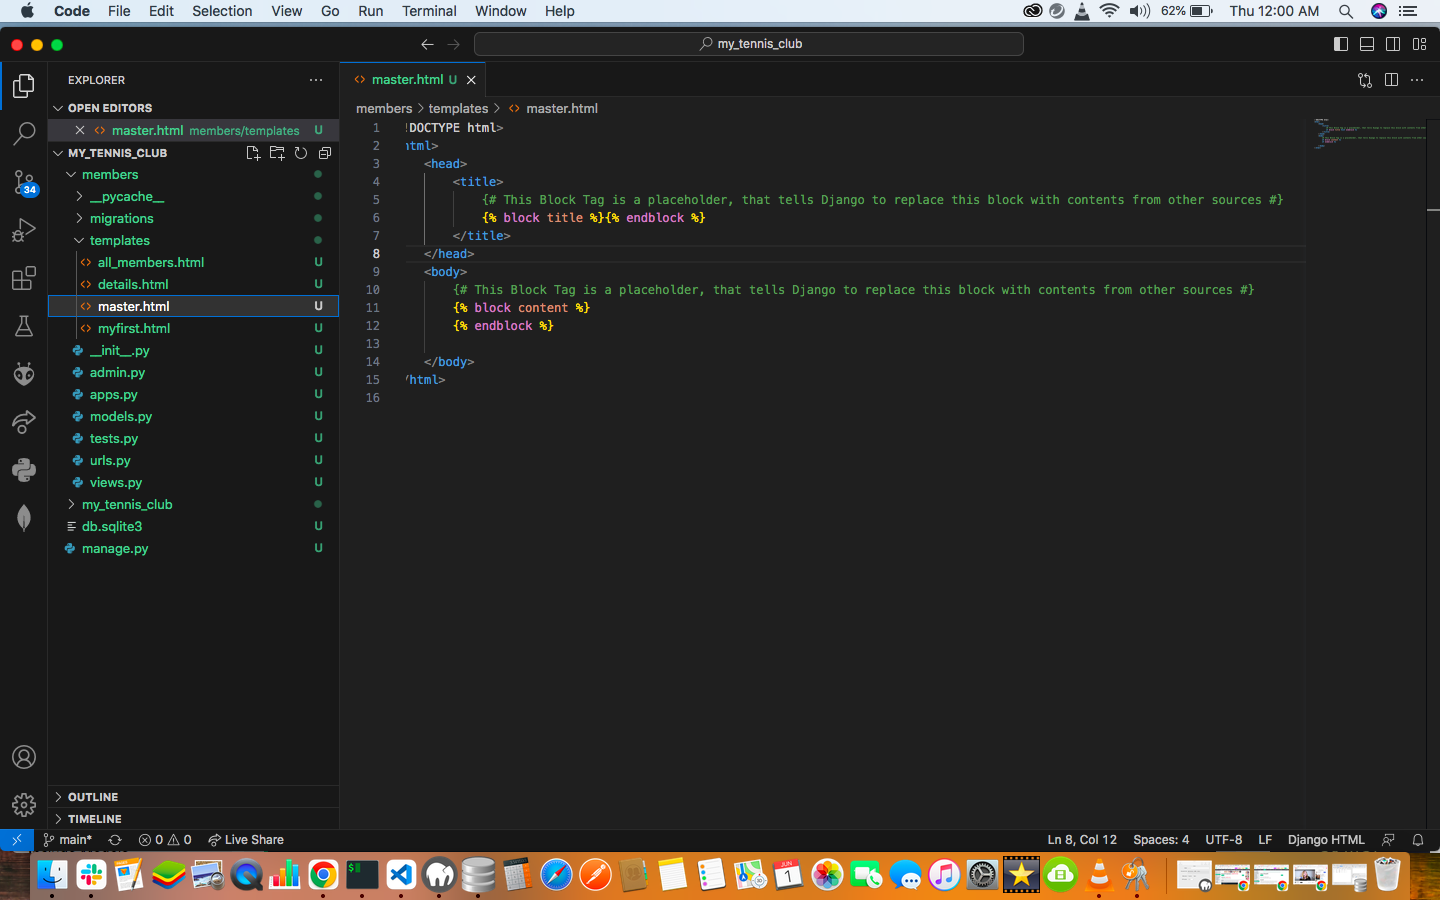 Code File Edit Selection View Go Run Terminal Window Help 62% Thu 12:00 AM
my_tennis_club
EXPLORER
master.html U
OPEN EDITORS
master.html members/templates U
MY_TENNIS_CLUB
members
__pycache__
migrations
templates
all_members.html U
details.html U
master.html U
myfirst.html U
__init__.py U
admin.py U
apps.py U
models.py U
tests.py U
urls.py U
views.py U
my_tennis_club
db.sqlite3 U
manage.py U
34
members > templates > master.html
1 !DOCTYPE html>
2 html>
3 <head>
4 <title>
5 {# This Block Tag is a placeholder, that tells Django to replace this block with contents from other sources #}
6 {% block title %}{% endblock %}
7 </title>
8 </head>
9 <body>
10 {# This Block Tag is a placeholder, that tells Django to replace this block with contents from other sources #}
11 {% block content %}
12 {% endblock %}
13
14 </body>
15 /html>
16
OUTLINE
TIMELINE
main* 0 0 Live Share Ln 8, Col 12 Spaces: 4 UTF-8 LF Django HTML
JUN
1